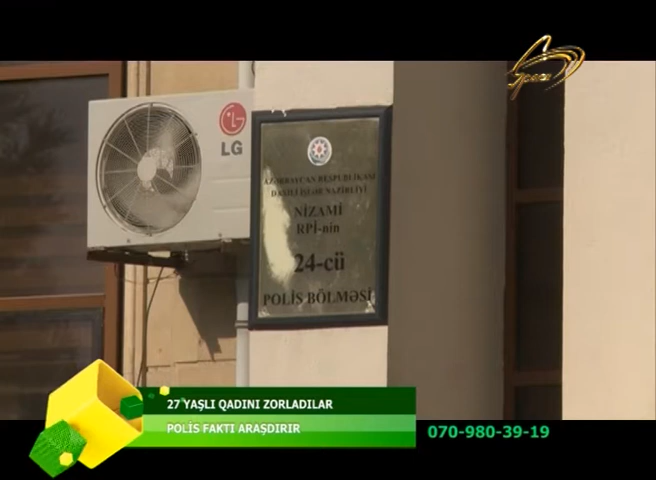 Space
LG
AZƏRBAYCAN RESPUBLİKASI
DAXİLİ İŞLƏR NAZİRLİYİ
NİZAMİ
RPİ-nin
24-cü
POLİS BÖLMƏSİ
27 YAŞLI QADINI ZORLADILAR
POLİS FAKTI ARAŞDIRIR
070-980-39-19